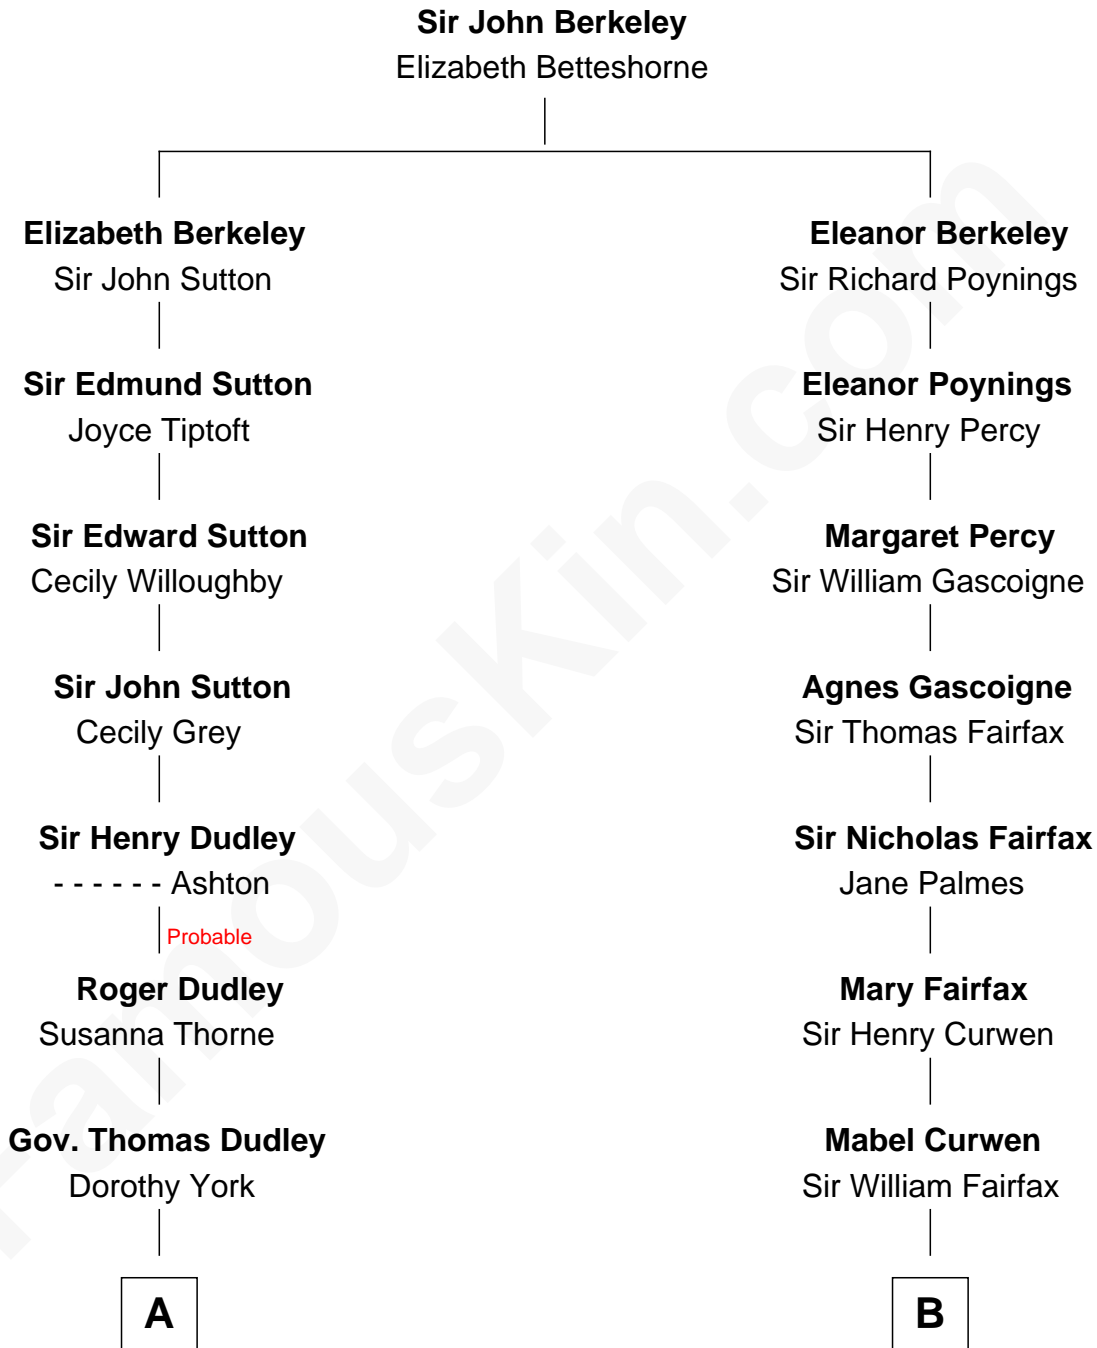 Sir John Berkeley
Elizabeth Betteshorne
Elizabeth Berkeley
Sir John Sutton
Eleanor Berkeley
Sir Richard Poynings
Sir Edmund Sutton
Joyce Tiptoft
Eleanor Poynings
Sir Henry Percy
Sir Edward Sutton
Cecily Willoughby
Margaret Percy
Sir William Gascoigne
Sir John Sutton
Cecily Grey
Agnes Gascoigne
Sir Thomas Fairfax
Sir Henry Dudley
- - - - - - Ashton
Sir Nicholas Fairfax
Jane Palmes
Probable
Roger Dudley
Susanna Thorne
Mary Fairfax
Sir Henry Curwen
Gov. Thomas Dudley
Dorothy York
Mabel Curwen
Sir William Fairfax
A
B
FamousKin.com